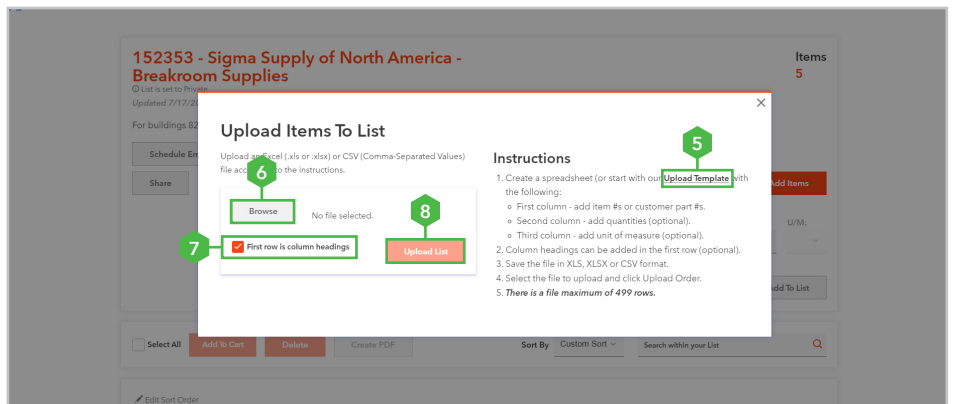 152353 - Sigma Supply of North America -
Breakroom Supplies
List is set to Private
Updated 7/17/20
For buildings 82
Schedule Em
Share
Items
5
Add Items
U/M:
Add To List
Upload Items To List
Upload an Excel (.xls or .xlsx) or CSV (Comma-Separated Values)
file acc to the instructions.
6
Browse
No file selected.
7
First row is column headings
8
Upload List
5
Instructions
1. Create a spreadsheet (or start with our Upload Template with
the following:
First column - add item #s or customer part #s.
Second column - add quantities (optional).
Third column - add unit of measure (optional).
2. Column headings can be added in the first row (optional).
3. Save the file in XLS, XLSX or CSV format.
4. Select the file to upload and click Upload Order.
5. There is a file maximum of 499 rows.
Select All
Add To Cart
Delete
Create PDF
Sort By
Custom Sort
Search within your List
Edit Sort Order